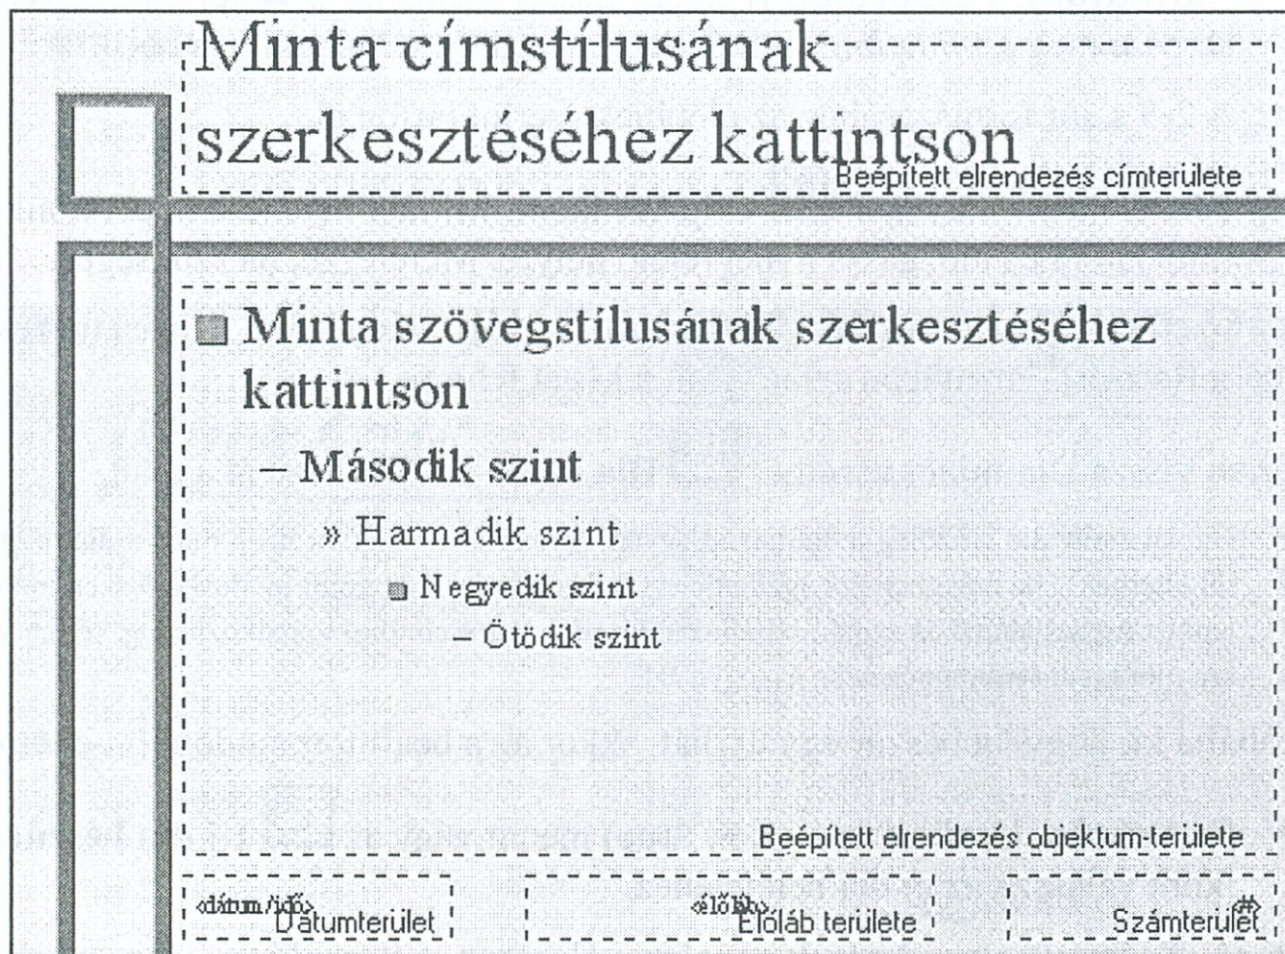 Minta címstílusának
szerkesztéséhez kattintson
Beépített elrendezés címterülete
Minta szövegstílusának szerkesztéséhez
kattintson
– Második szint
» Harmadik szint
Negyedik szint
– Ötödik szint
Beépített elrendezés objektum-területe
<dátum/idő>
Dátumterület
<élőláb>
Élőláb területe
<#>
Számterület